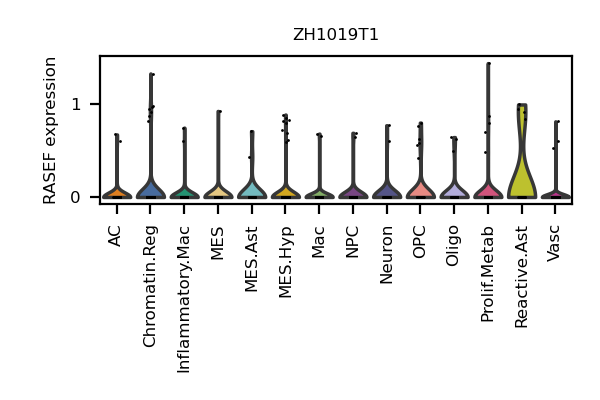 ZH1019T1
RASEF expression
1
0
AC
Chromatin.Reg
Inflammatory.Mac
MES
MES.Ast
MES.Hyp
Mac
NPC
Neuron
OPC
Oligo
Prolif.Metab
Reactive.Ast
Vasc